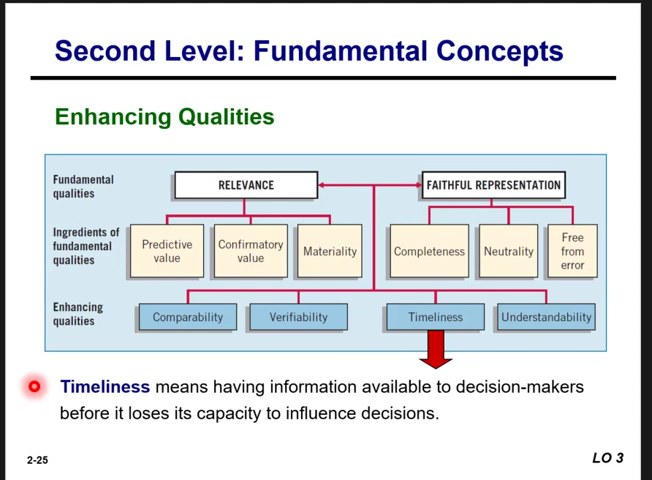 Second Level: Fundamental Concepts
Enhancing Qualities
Fundamental
qualities
RELEVANCE
FAITHFUL REPRESENTATION
Ingredients of
fundamental
qualities
Predictive
value
Confirmatory
value
Materiality
Completeness
Neutrality
Free
from
error
Enhancing
qualities
Comparability
Verifiability
Timeliness
Understandability
Timeliness means having information available to decision-makers
before it loses its capacity to influence decisions.
2-25
LO 3